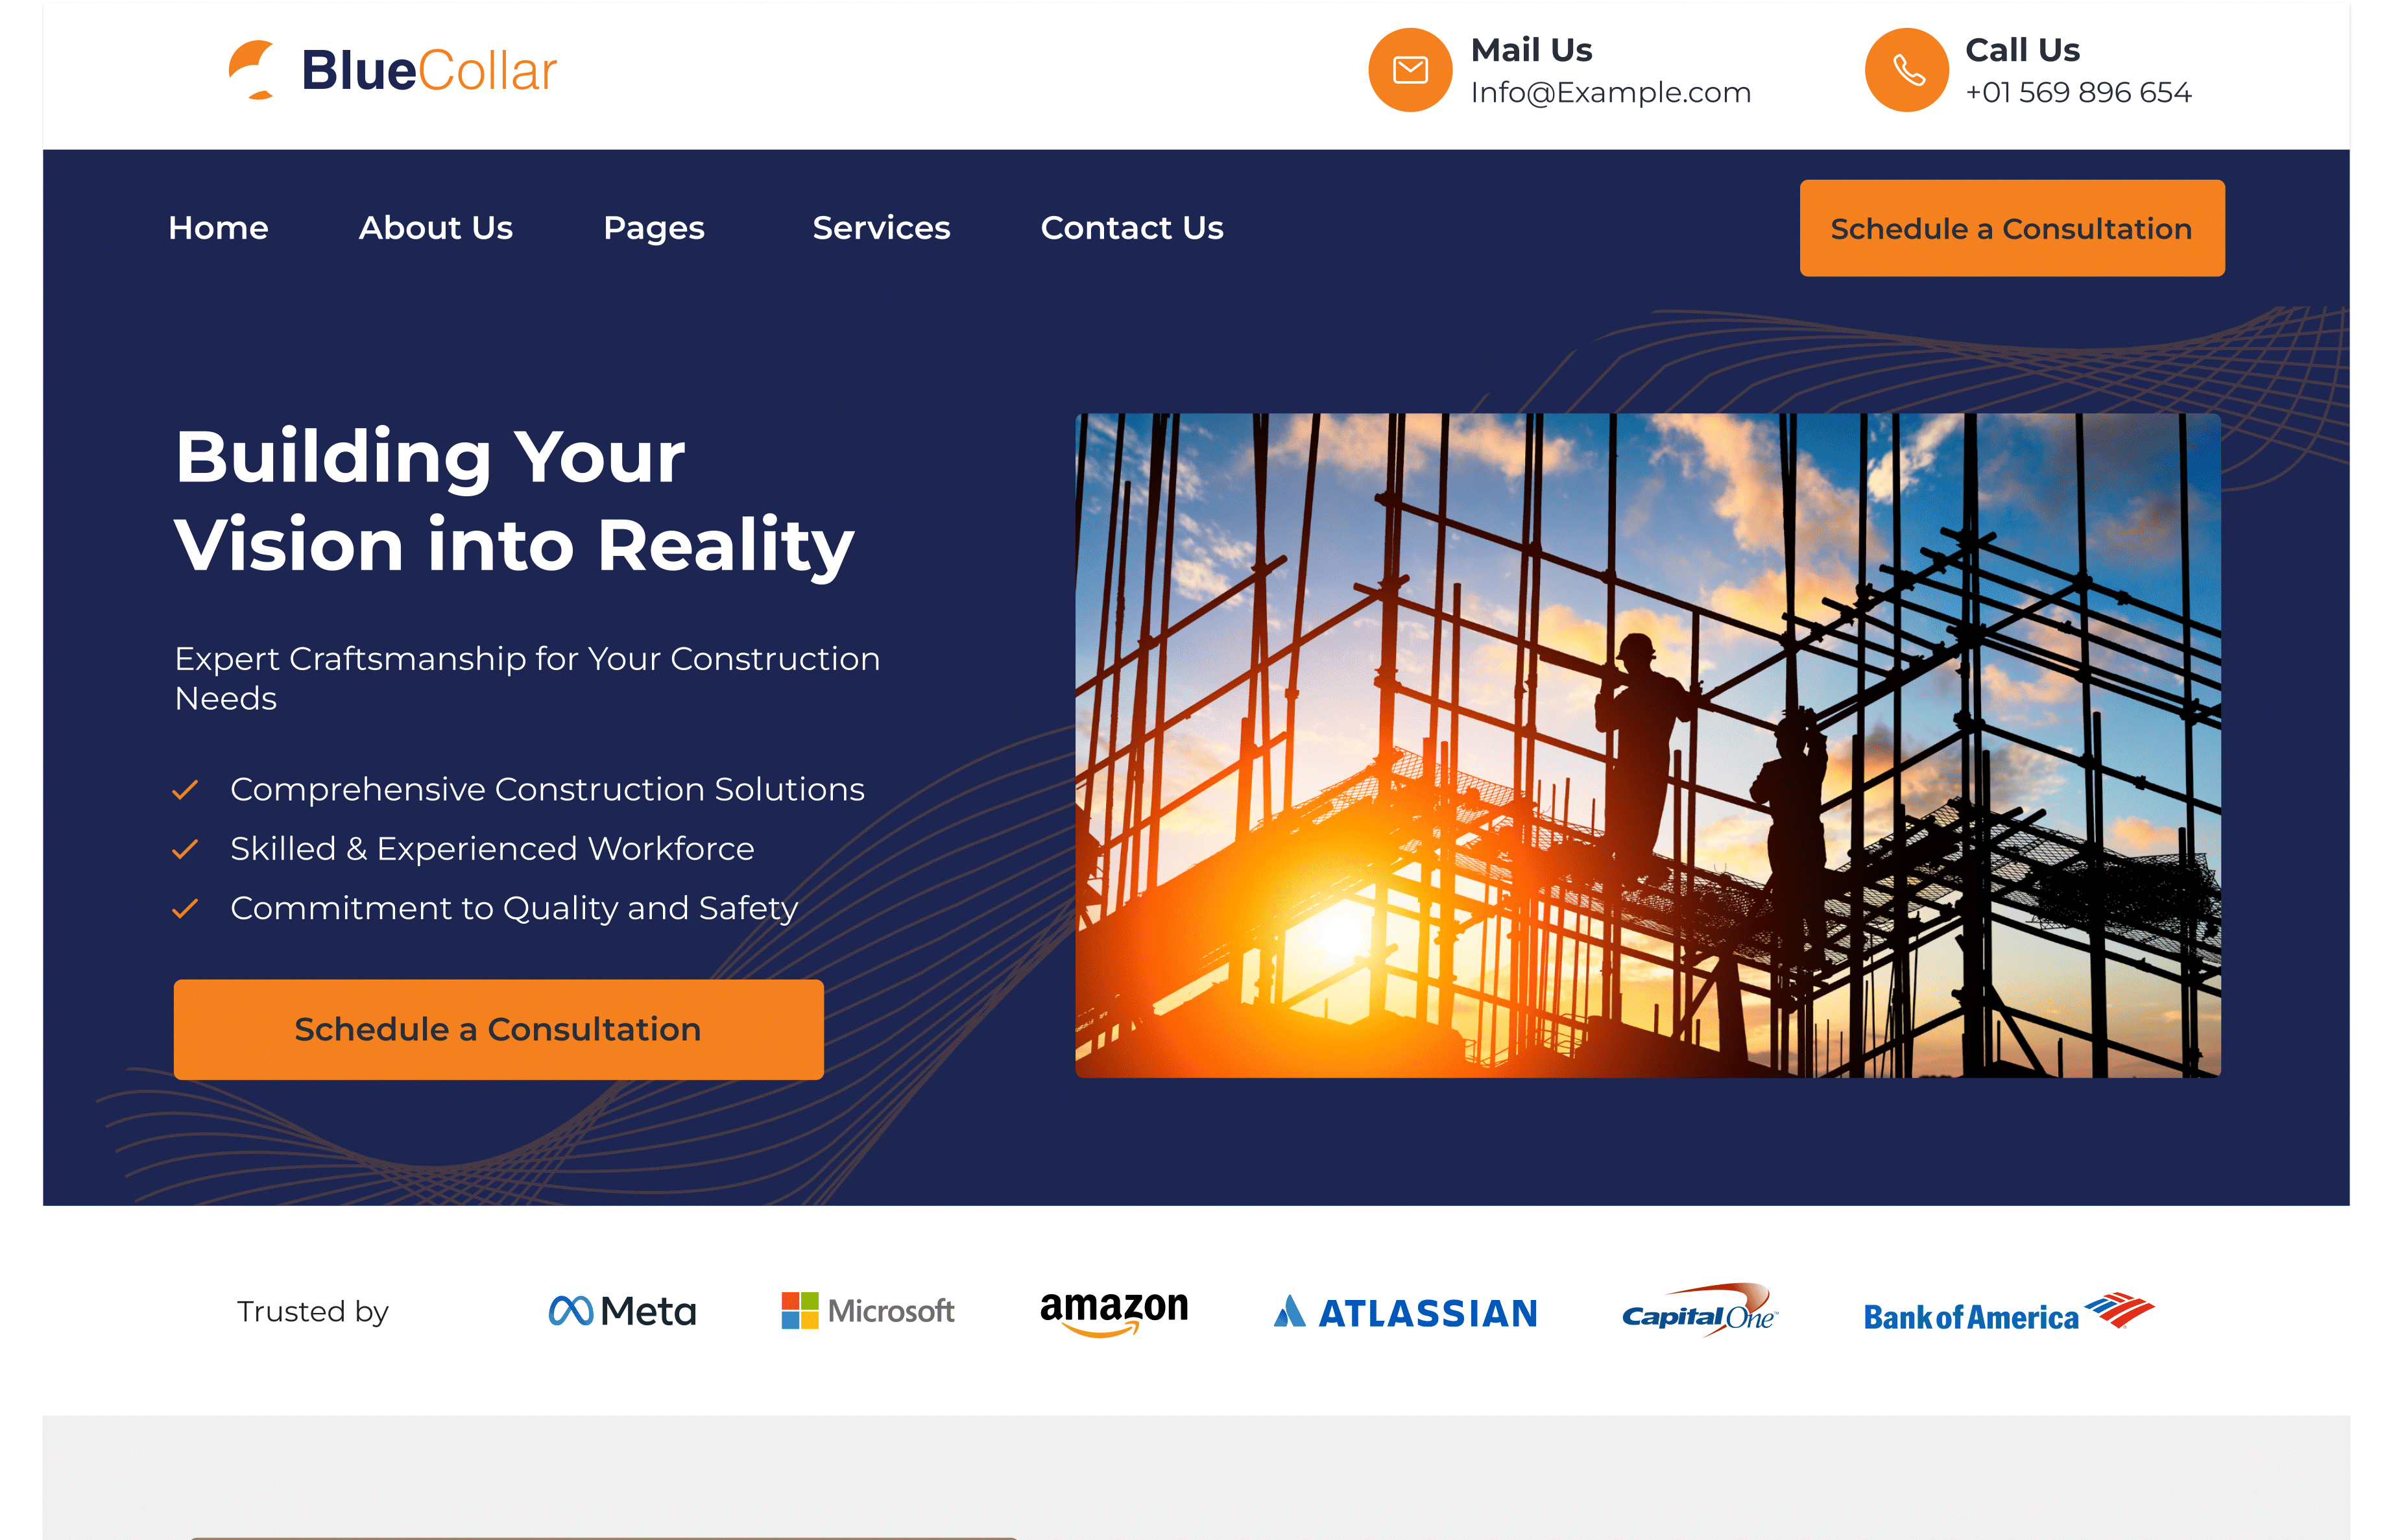 BlueCollar
Mail Us
Info@Example.com
Call Us
+01 569 896 654
Home
About Us
Pages
Services
Contact Us
Schedule a Consultation
Building Your
Vision into Reality
Expert Craftsmanship for Your Construction
Needs
Comprehensive Construction Solutions
Skilled & Experienced Workforce
Commitment to Quality and Safety
Schedule a Consultation
Trusted by
Meta
Microsoft
amazon
ATLASSIAN
Capital One
Bank of America